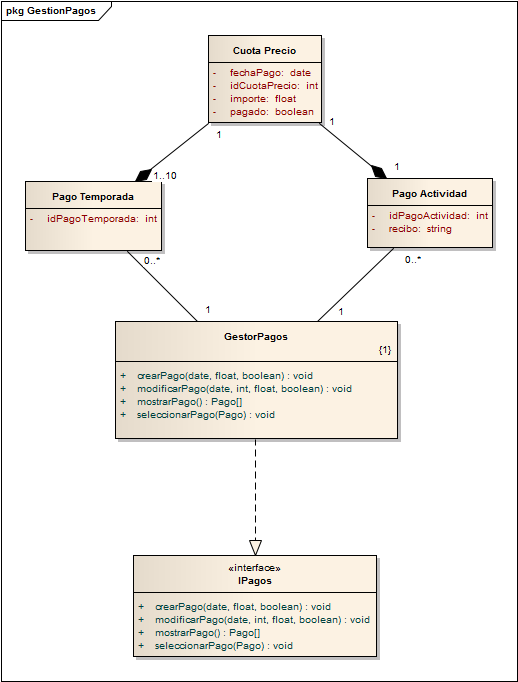 pkg GestionPagos
Cuota Precio
- fechaPago: date
- idCuotaPrecio: int
- importe: float
- pagado: boolean
1
1
1..10
1
Pago Temporada
- idPagoTemporada: int
Pago Actividad
- idPagoActividad: int
- recibo: string
0..*
0..*
1
1
GestorPagos
{1}
+ crearPago(date, float, boolean) : void
+ modificarPago(date, int, float, boolean) : void
+ mostrarPago() : Pago[]
+ seleccionarPago(Pago) : void
«interface»
IPagos
+ crearPago(date, float, boolean) : void
+ modificarPago(date, int, float, boolean) : void
+ mostrarPago() : Pago[]
+ seleccionarPago(Pago) : void